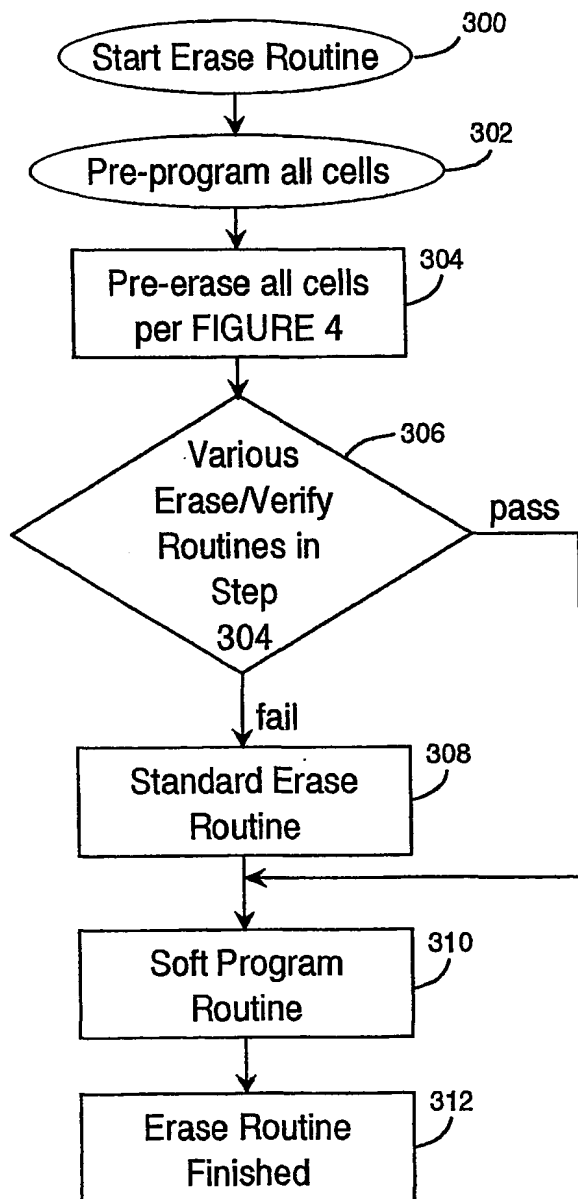 300
Start Erase Routine
302
Pre-program all cells
304
Pre-erase all cells
per FIGURE 4
306
Various
Erase/Verify
Routines in
Step
304
pass
fail
308
Standard Erase
Routine
310
Soft Program
Routine
312
Erase Routine
Finished